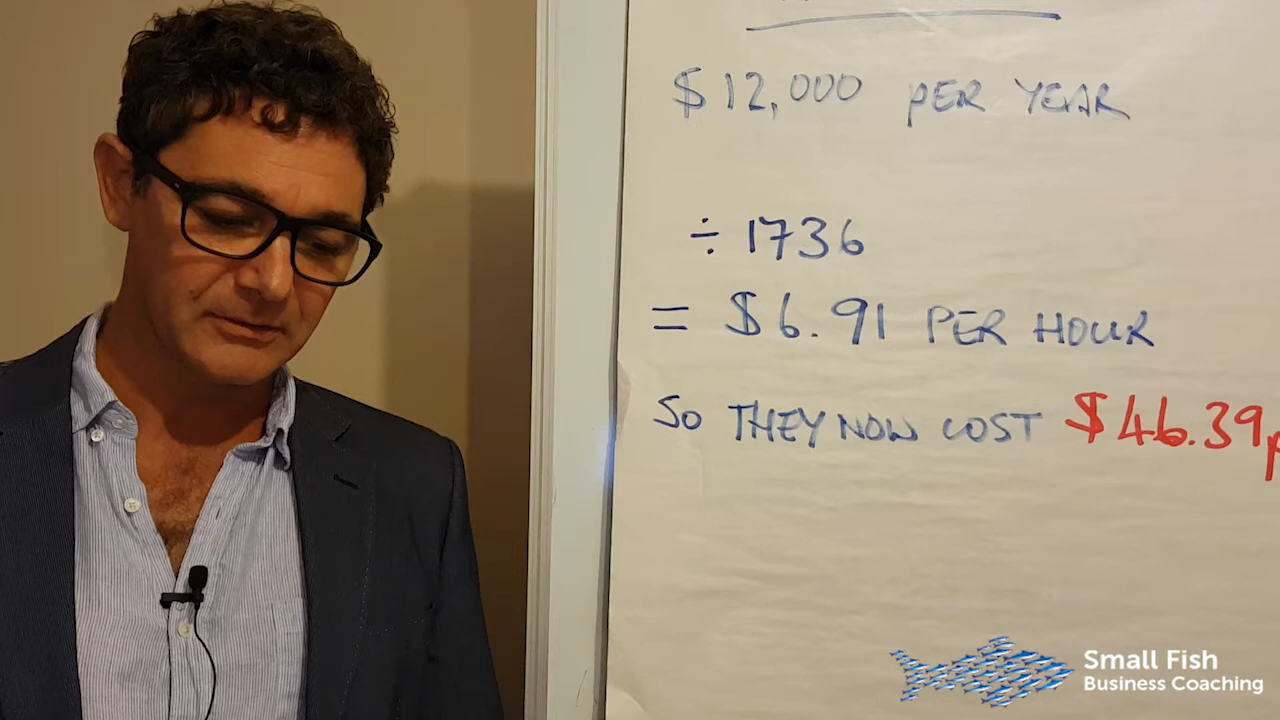 $12,000 PER YEAR
÷ 1736
= $6.91 PER HOUR
SO THEY NOW COST $46.39
Small Fish
Business Coaching